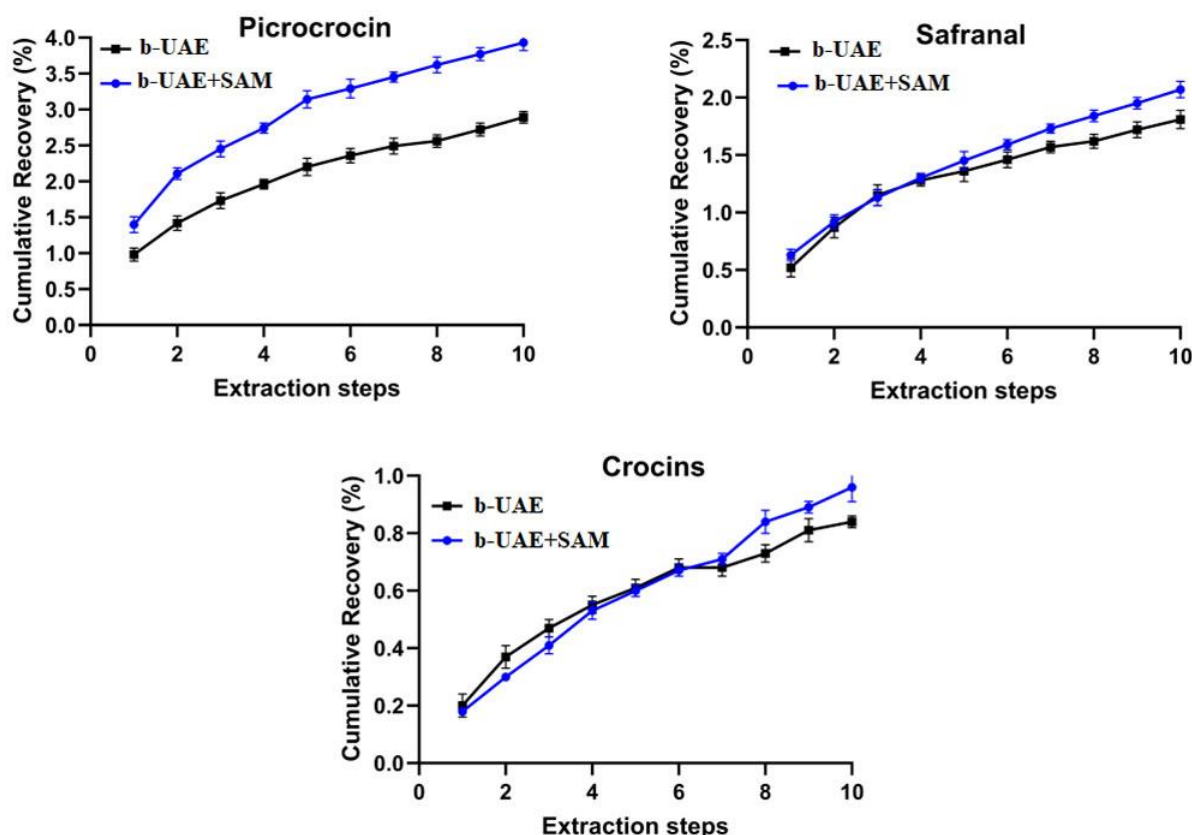 Picrocrocin
b-UAE
b-UAE+SAM
Cumulative Recovery (%)
4.0
3.5
3.0
2.5
2.0
1.5
1.0
0.5
0.0
0 2 4 6 8 10
Extraction steps
Safranal
b-UAE
b-UAE+SAM
Cumulative Recovery (%)
2.5
2.0
1.5
1.0
0.5
0.0
0 2 4 6 8 10
Extraction steps
Crocins
b-UAE
b-UAE+SAM
Cumulative Recovery (%)
1.0
0.8
0.6
0.4
0.2
0.0
0 2 4 6 8 10
Extraction steps